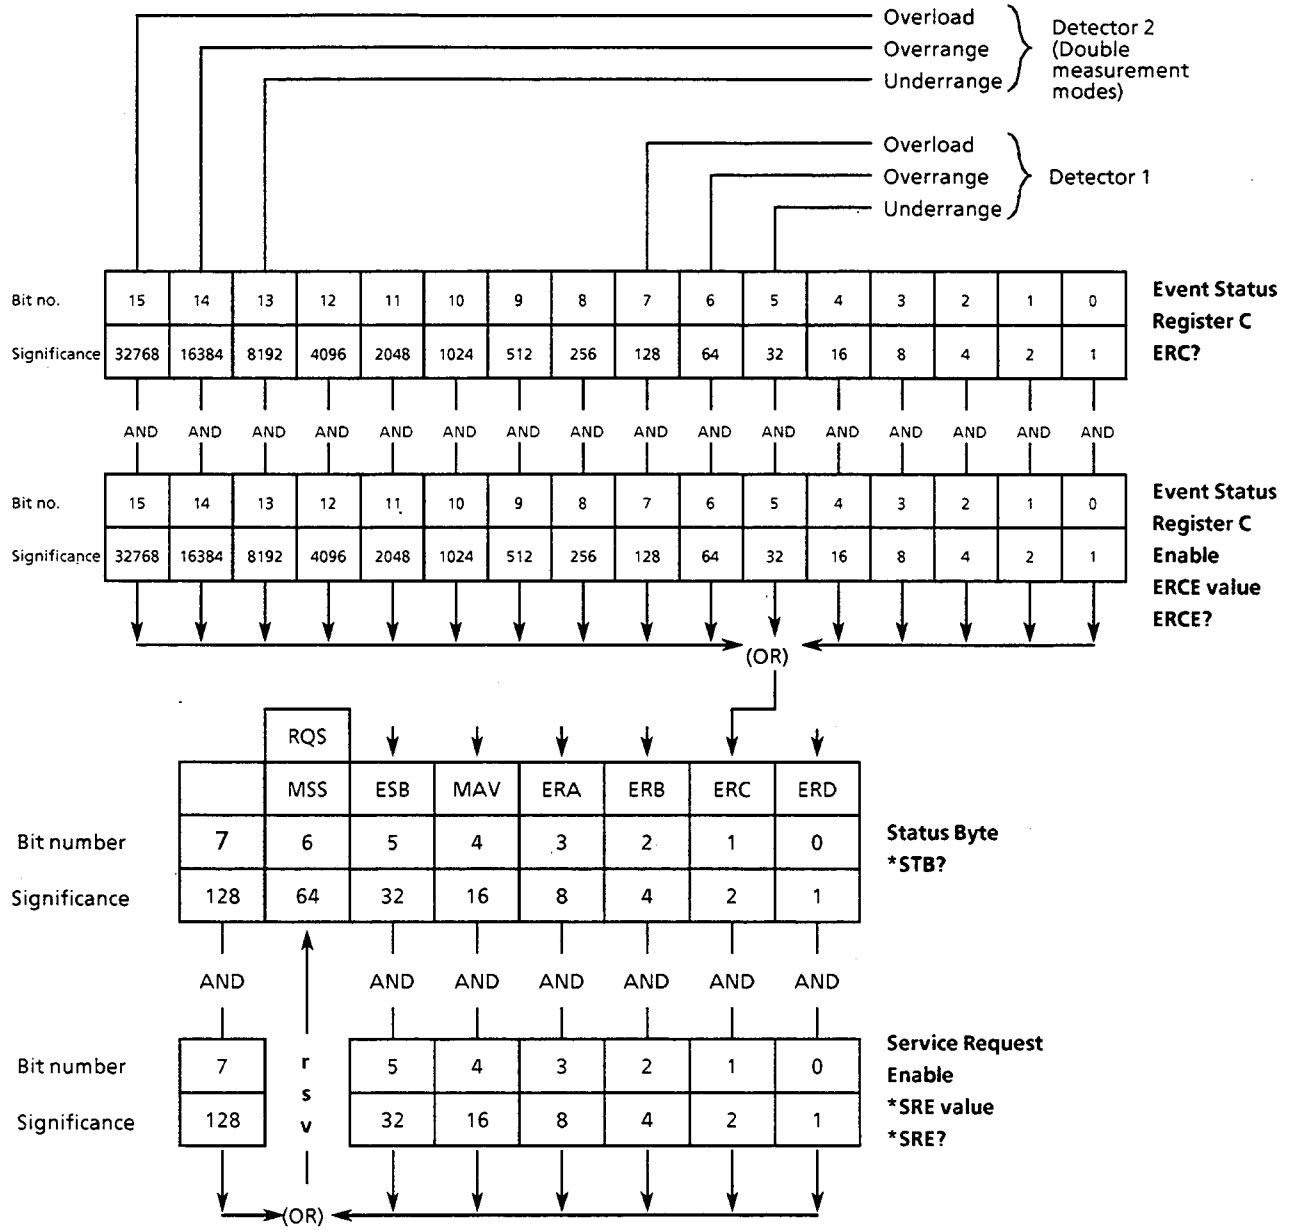 Overload
Overrange
Underrange
Detector 2
(Double
measurement
modes)
Overload
Overrange
Underrange
Detector 1
Bit no. 15 14 13 12 11 10 9 8 7 6 5 4 3 2 1 0
Significance 32768 16384 8192 4096 2048 1024 512 256 128 64 32 16 8 4 2 1
Event Status
Register C
ERC?
AND AND AND AND AND AND AND AND AND AND AND AND AND AND AND AND
Bit no. 15 14 13 12 11 10 9 8 7 6 5 4 3 2 1 0
Significance 32768 16384 8192 4096 2048 1024 512 256 128 64 32 16 8 4 2 1
Event Status
Register C
Enable
ERCE value
ERCE?
(OR)
RQS
MSS ESB MAV ERA ERB ERC ERD
Bit number 7 6 5 4 3 2 1 0
Significance 128 64 32 16 8 4 2 1
Status Byte
*STB?
AND AND AND AND AND AND AND
Bit number 7 5 4 3 2 1 0
Significance 128 32 16 8 4 2 1
r
s
v
Service Request
Enable
*SRE value
*SRE?
(OR)